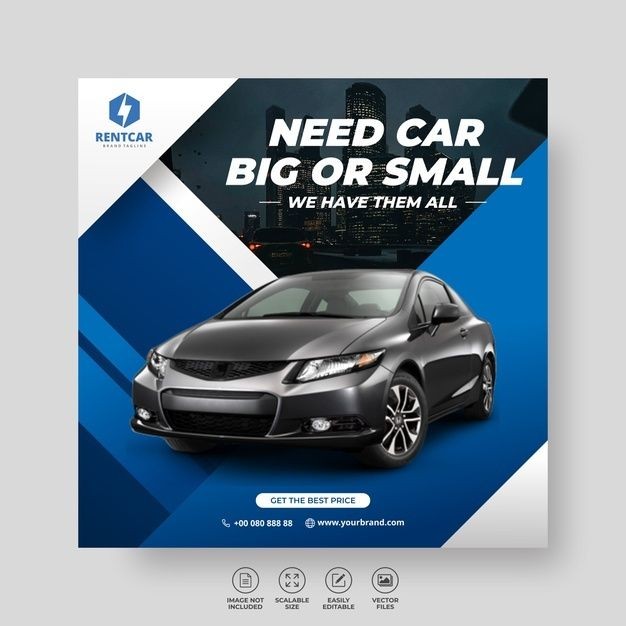 RENTCAR
BRAND TAGLINE
NEED CAR
BIG OR SMALL
WE HAVE THEM ALL
GET THE BEST PRICE
+00 080 888 88 www.yourbrand.com
IMAGE NOT
INCLUDED
SCALABLE
SIZE
EASILY
EDITABLE
VECTOR
FILES